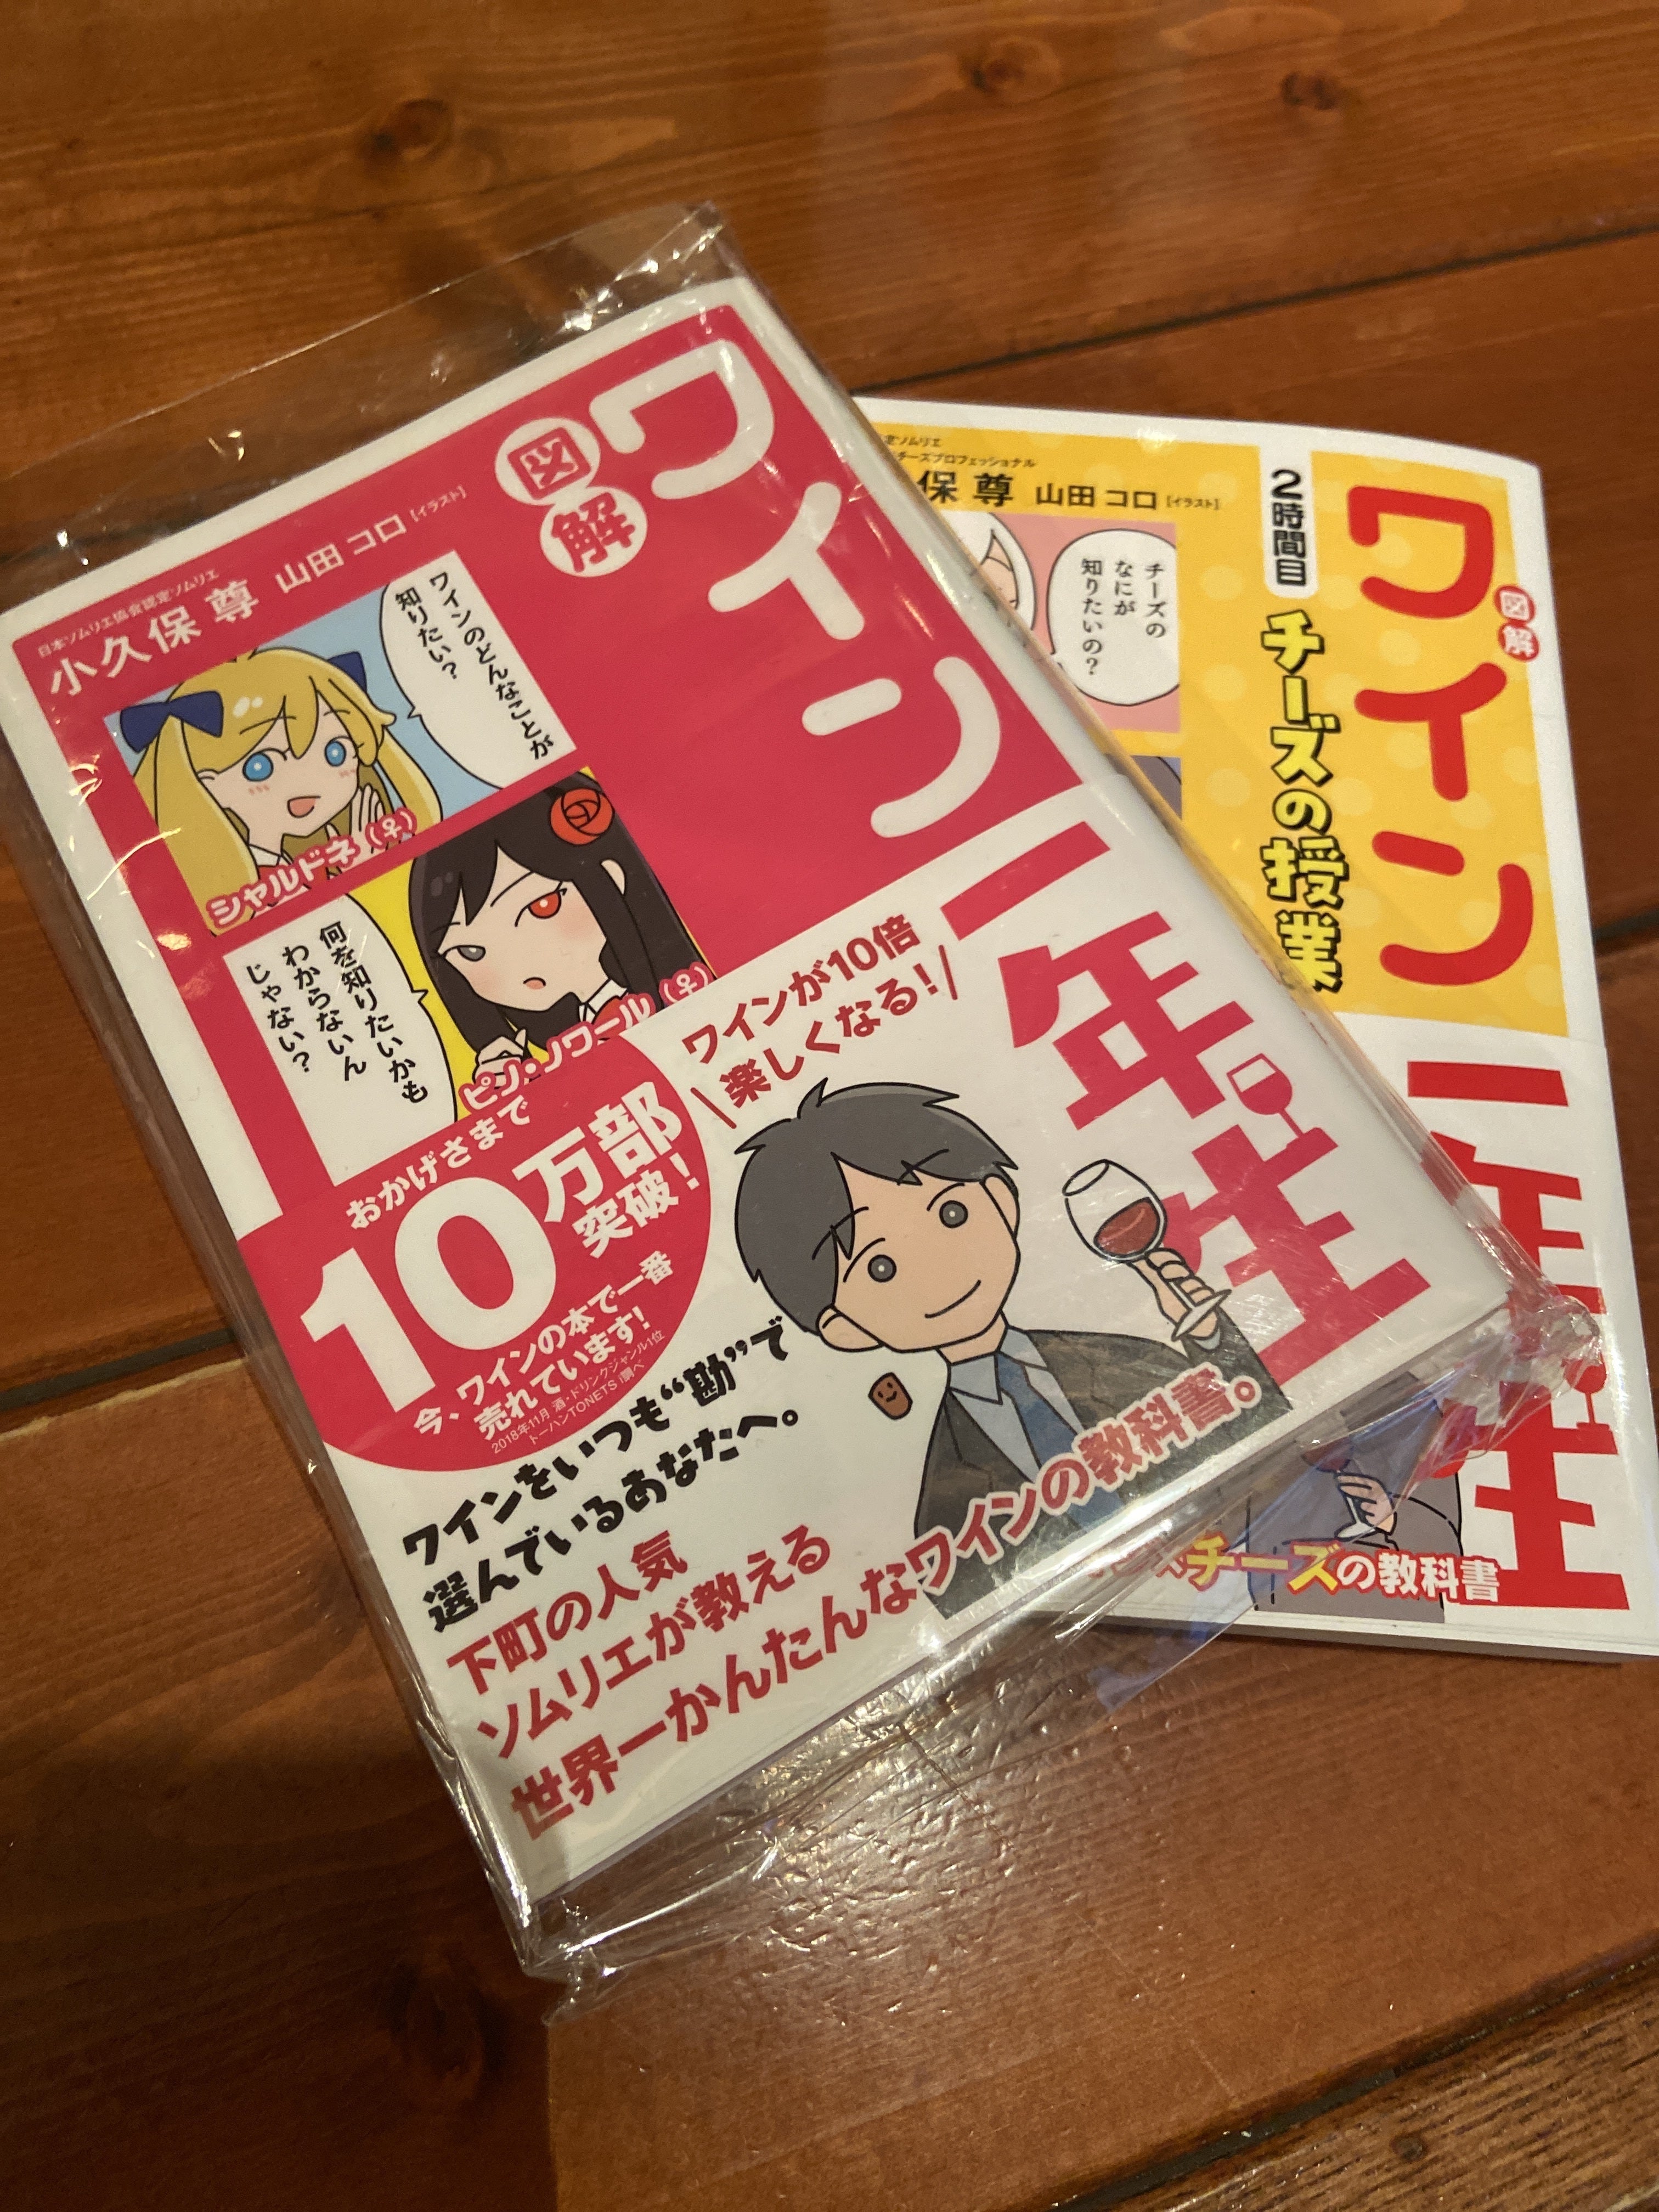 図解
ワイン
一年生
日本ソムリエ協会認定ソムリエ
小久保 尊 山田 コロ [イラスト]
ワインのどんなことが
知りたい?
シャルドネ(♀)
何を知りたいかも
わからないん
じゃない?
ピノ・ノワール(♀)
ワインが10倍
楽しくなる!
おかげさまで
10万部
突破!
今、ワインの本で一番
売れています!
2018年11月 酒・ドリンクジャンル1位
トーハンTONETS i調べ
ワインをいつも“勘”で
選んでいるあなたへ。
下町の人気
ソムリエが教える
世界一かんたんなワインの教科書。
図解
ワイン
一年生
2時間目
チーズの授業
定ソムリエ
チーズプロフェッショナル
保 尊 山田 コロ [イラスト]
チーズの
なにが
知りたいの?
チーズの教科書